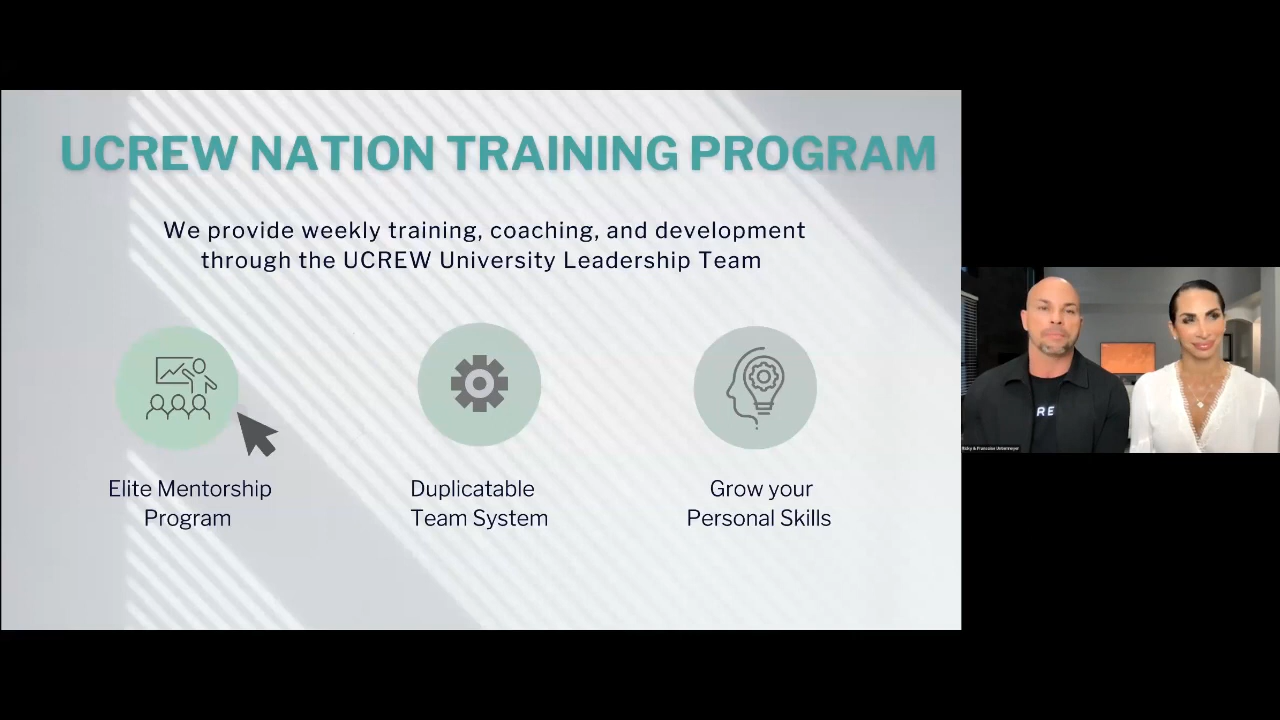 UCREW NATION TRAINING PROGRAM
We provide weekly training, coaching, and development
through the UCREW University Leadership Team
Elite Mentorship
Program
Duplicatable
Team System
Grow your
Personal Skills
RE